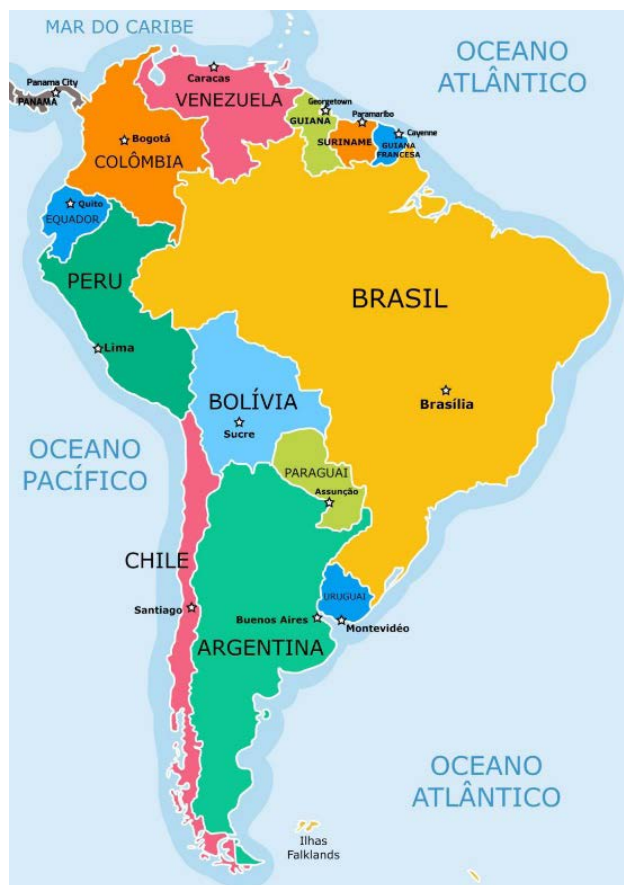 MAR DO CARIBE
OCEANO
ATLÂNTICO
Panama City
PANAMÁ
Caracas
VENEZUELA
Georgetown
GUIANA
Paramaribo
SURINAME
Cayenne
GUIANA
FRANCESA
Bogotá
COLÔMBIA
Quito
EQUADOR
PERU
BRASIL
Lima
BOLÍVIA
Sucre
Brasília
OCEANO
PACÍFICO
PARAGUAI
Assunção
CHILE
URUGUAI
Santiago
Buenos Aires
Montevidéo
ARGENTINA
OCEANO
ATLÂNTICO
Ilhas
Falklands